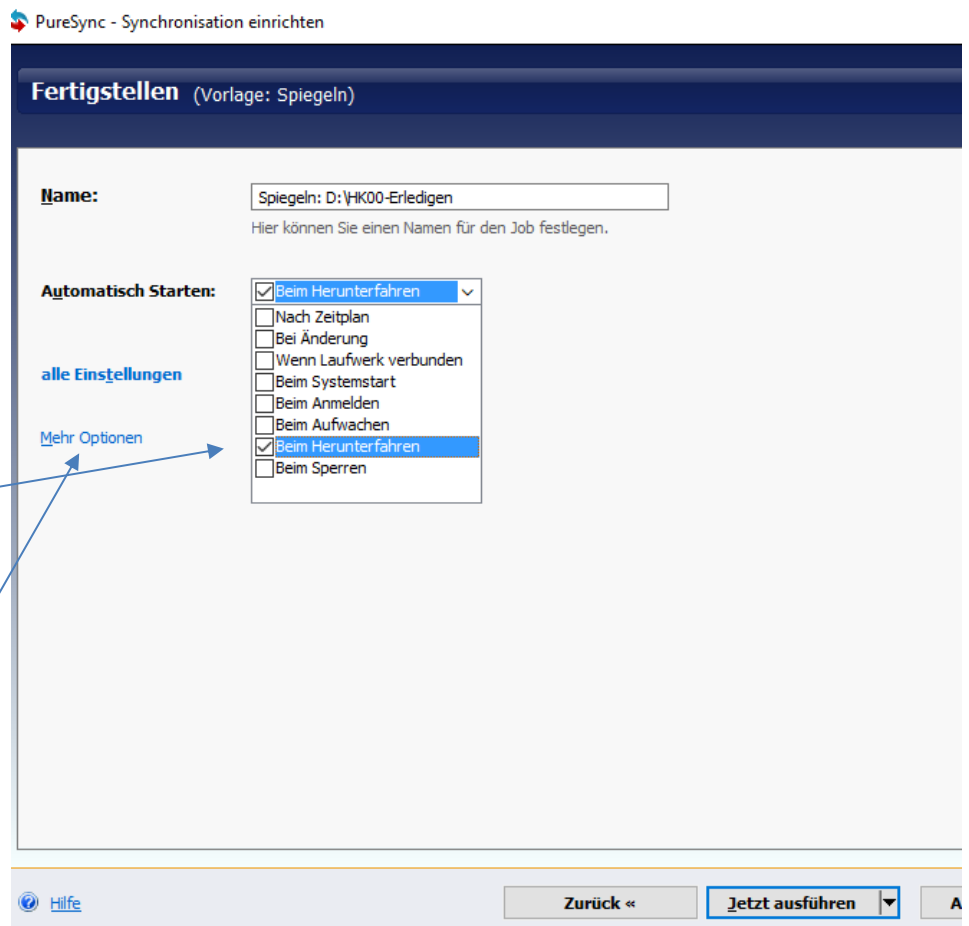 PureSync - Synchronisation einrichten
Fertigstellen (Vorlage: Spiegeln)
Name:
Spiegeln: D:\HK00-Erledigen
Hier können Sie einen Namen für den Job festlegen.
Automatisch Starten:
Beim Herunterfahren
Nach Zeitplan
Bei Änderung
Wenn Laufwerk verbunden
alle Einstellungen
Beim Systemstart
Beim Anmelden
Beim Aufwachen
Mehr Optionen
Beim Herunterfahren
Beim Sperren
Hilfe
Zurück «
Jetzt ausführen
A